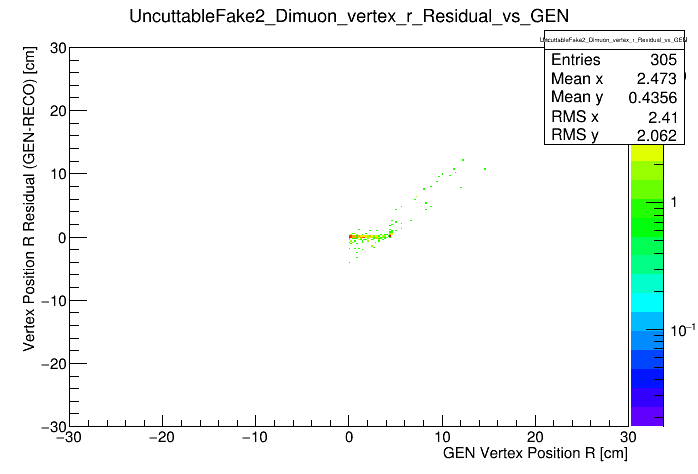 UncuttableFake2_Dimuon_vertex_r_Residual_vs_GEN
UncuttableFake2_Dimuon_vertex_r_Residual_vs_GEN
Entries 305
Mean x 2.473
Mean y 0.4356
RMS x 2.41
RMS y 2.062
Vertex Position R Residual (GEN-RECO) [cm]
30
20
10
0
−10
−20
−30
−30 −20 −10 0 10 20 30
GEN Vertex Position R [cm]
1
10−1